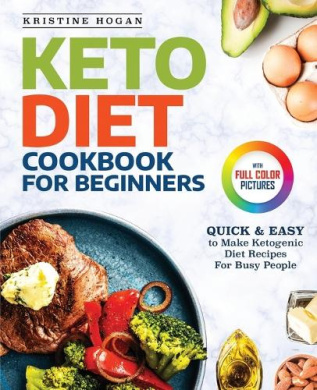 KRISTINE HOGAN
KETO
DIET
COOKBOOK
FOR BEGINNERS
WITH
FULL COLOR
PICTURES
QUICK & EASY
to Make Ketogenic
Diet Recipes
For Busy People